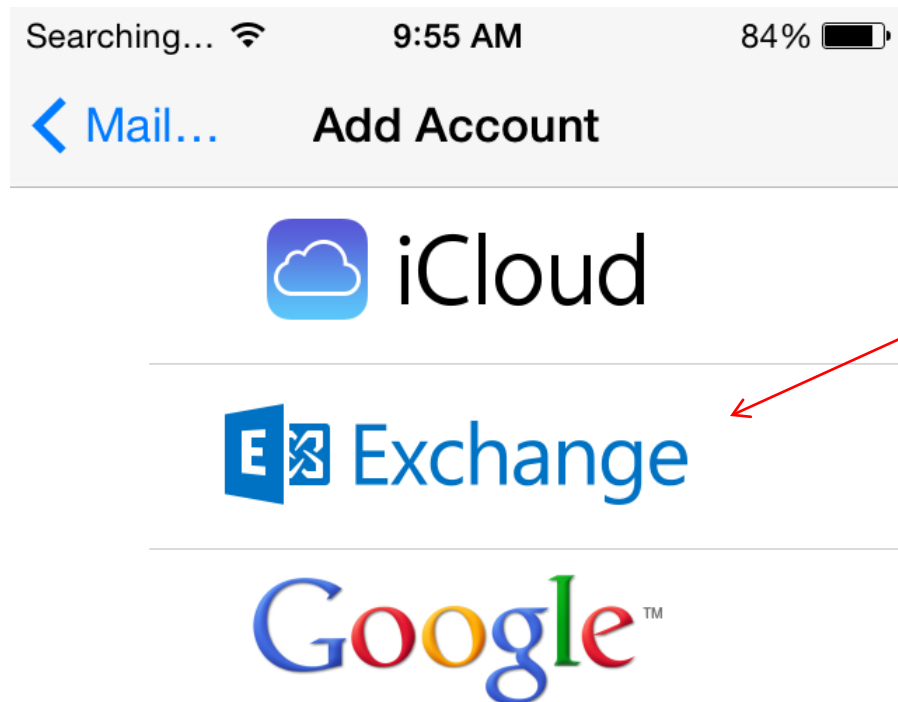 Searching... 9:55 AM 84%
Mail... Add Account
iCloud
E Exchange
Google™